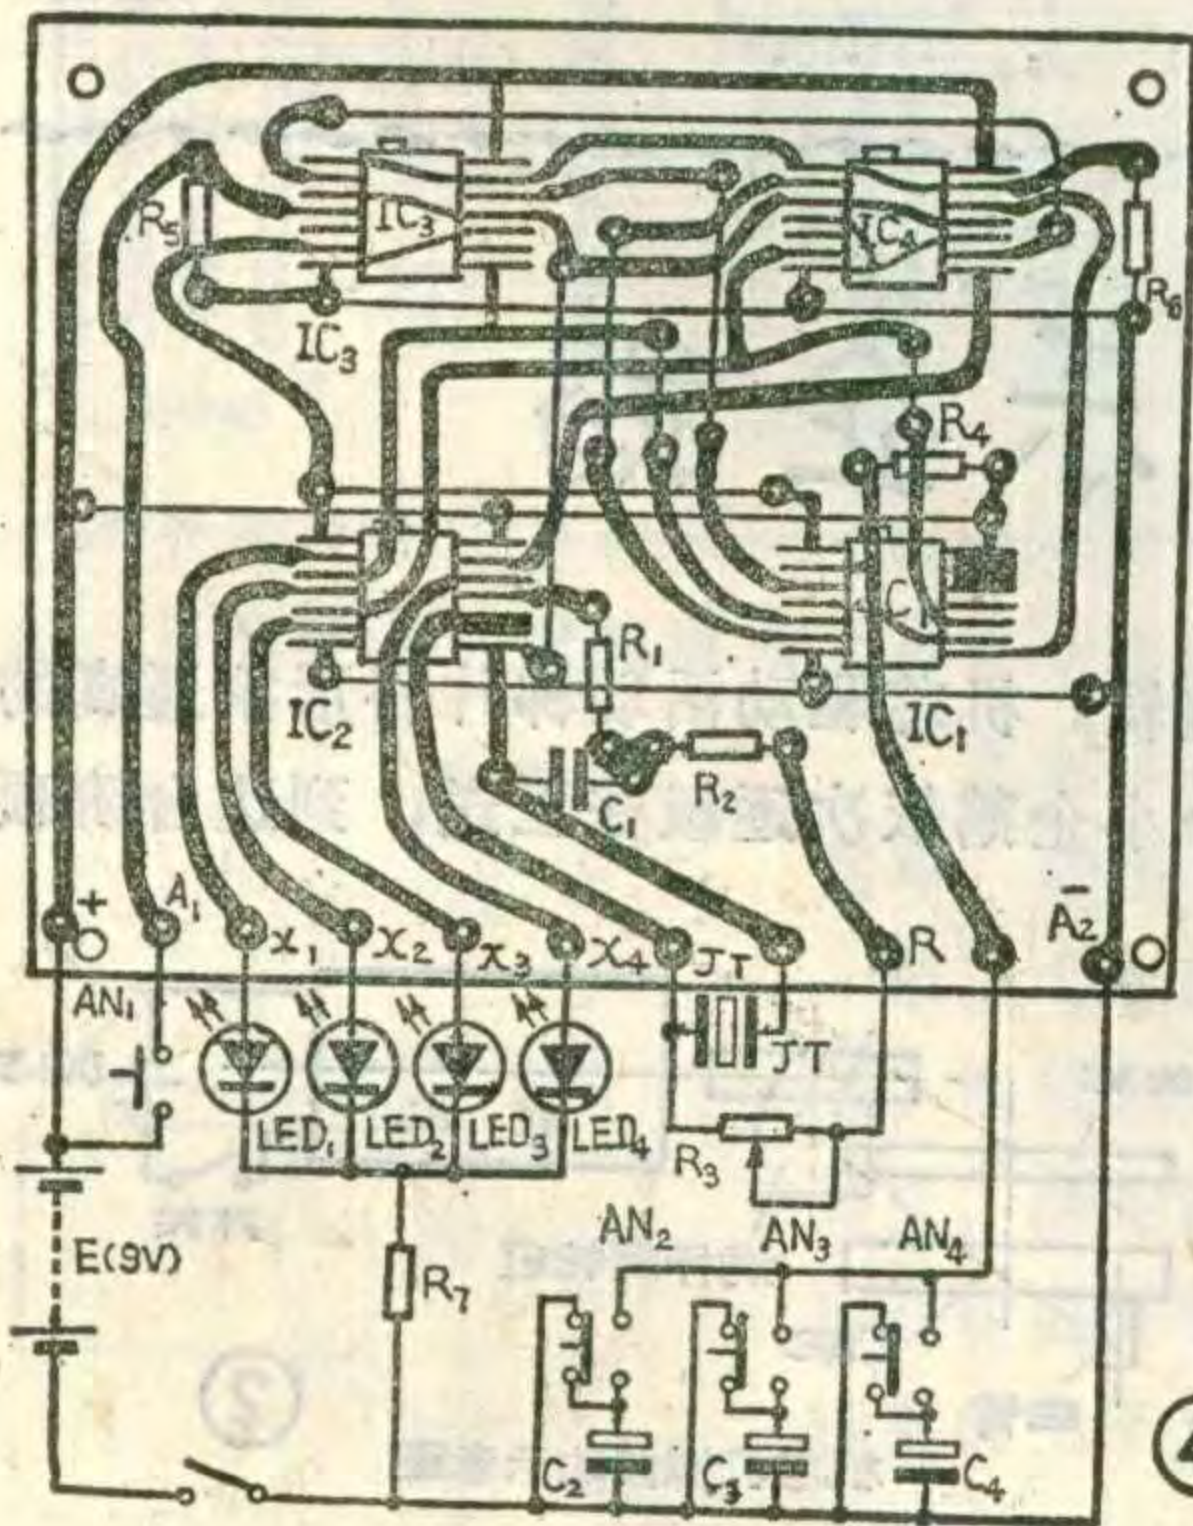 R₅
IC₃
IC₄
R₆
IC₃
R₄
C
R₁
IC₂
IC₁
R₂
C₁
+
A₁
x₁
x₂
x₃
x₄
JT
R
A₂
−
AN₁
JT
LED₁
LED₂
LED₃
LED₄
R₃
AN₂
AN₃
AN₄
E(9V)
R₇
C₂
C₃
C₄